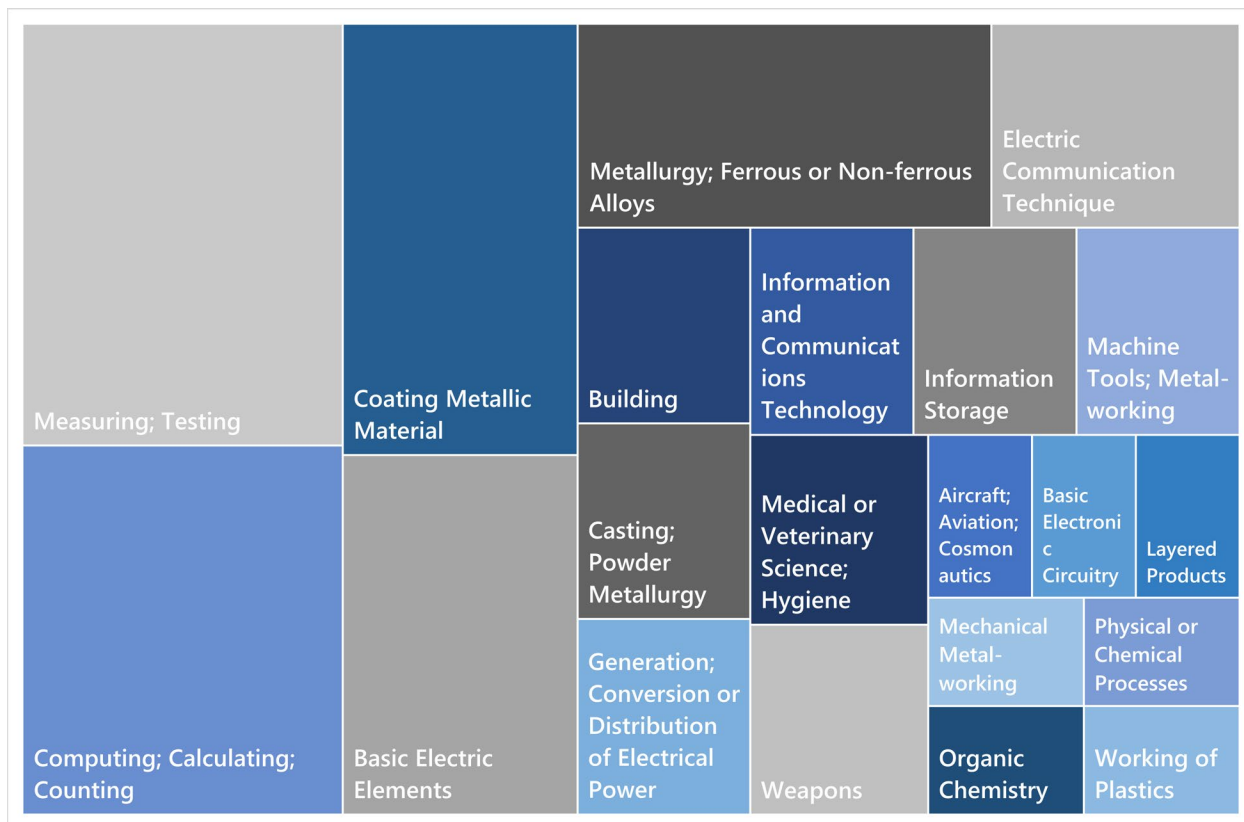 Measuring; Testing
Computing; Calculating;
Counting
Coating Metallic
Material
Basic Electric
Elements
Metallurgy; Ferrous or Non-ferrous
Alloys
Electric
Communication
Technique
Building
Information
and
Communicat
ions
Technology
Information
Storage
Machine
Tools; Metal-
working
Casting;
Powder
Metallurgy
Generation;
Conversion or
Distribution
of Electrical
Power
Medical or
Veterinary
Science;
Hygiene
Weapons
Aircraft;
Aviation;
Cosmon
autics
Basic
Electroni
c
Circuitry
Layered
Products
Mechanical
Metal-
working
Physical or
Chemical
Processes
Organic
Chemistry
Working of
Plastics